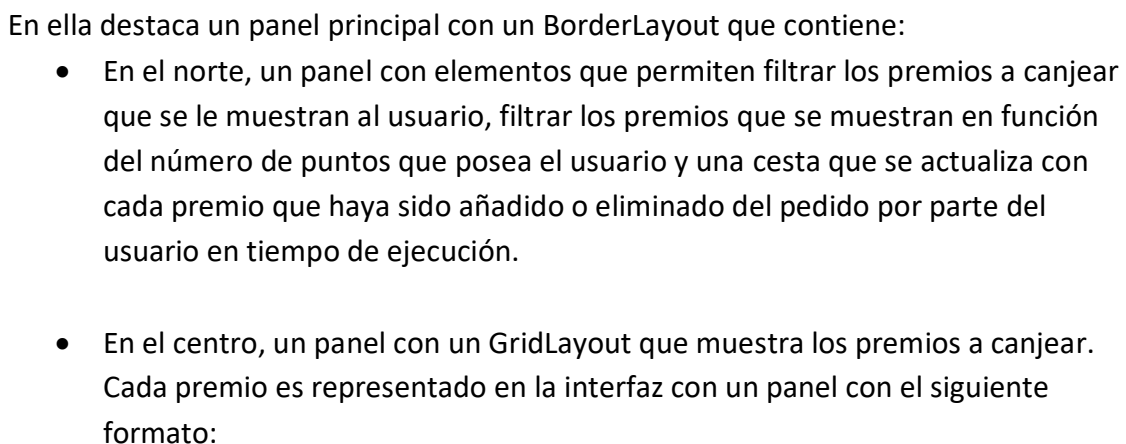 En ella destaca un panel principal con un BorderLayout que contiene:
• En el norte, un panel con elementos que permiten filtrar los premios a canjear
que se le muestran al usuario, filtrar los premios que se muestran en función
del número de puntos que posea el usuario y una cesta que se actualiza con
cada premio que haya sido añadido o eliminado del pedido por parte del
usuario en tiempo de ejecución.
• En el centro, un panel con un GridLayout que muestra los premios a canjear.
Cada premio es representado en la interfaz con un panel con el siguiente
formato: